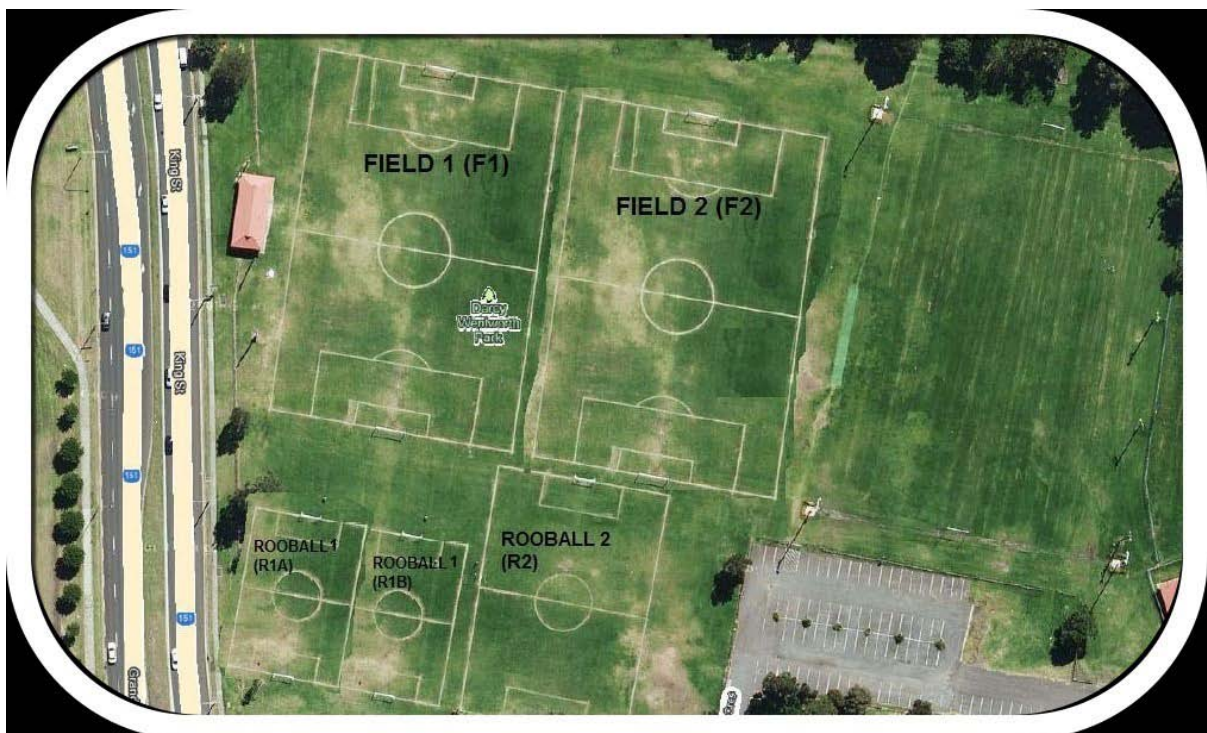 King St
FIELD 1 (F1)
FIELD 2 (F2)
151
Darcy
Wentworth
Park
151
King St
151
ROOBALL 1
(R1A)
ROOBALL 1
(R1B)
ROOBALL 2
(R2)
151